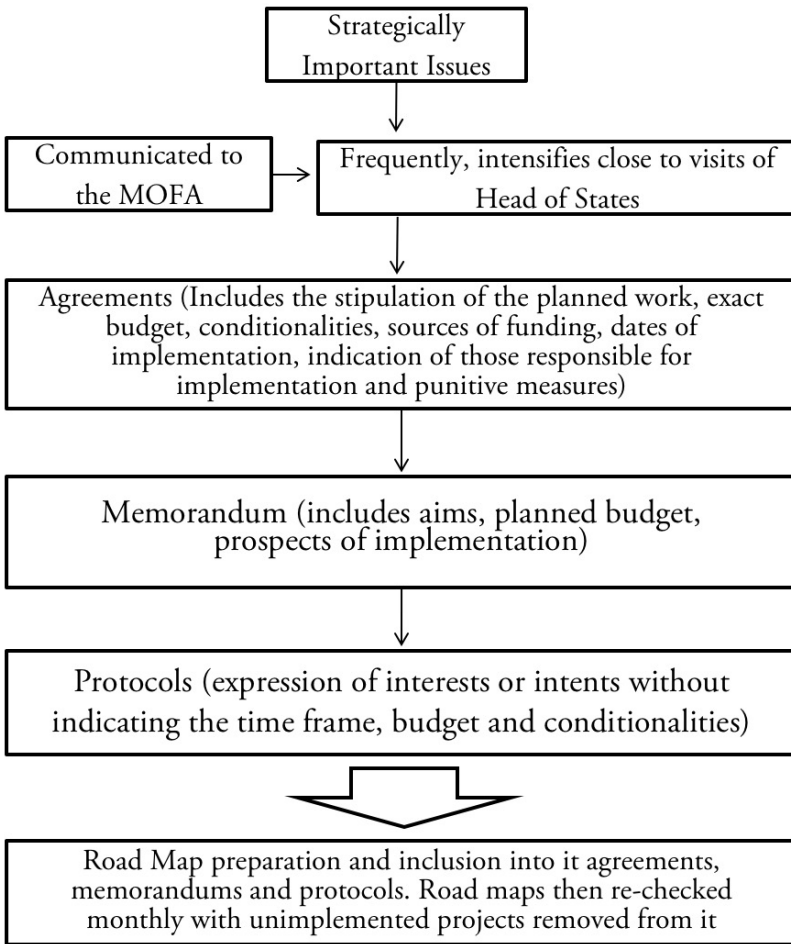 Strategically
Important Issues
Communicated to
the MOFA
Frequently, intensifies close to visits of
Head of States
Agreements (Includes the stipulation of the planned work, exact
budget, conditionalities, sources of funding, dates of
implementation, indication of those responsible for
implementation and punitive measures)
Memorandum (includes aims, planned budget,
prospects of implementation)
Protocols (expression of interests or intents without
indicating the time frame, budget and conditionalities)
Road Map preparation and inclusion into it agreements,
memorandums and protocols. Road maps then re-checked
monthly with unimplemented projects removed from it